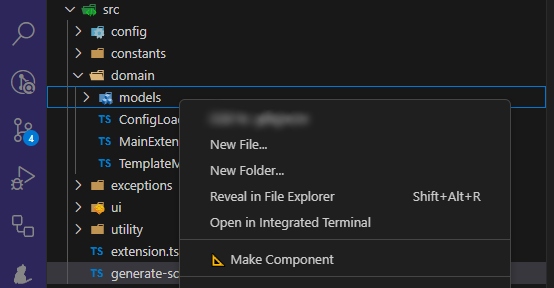 src
config
constants
domain
models
TS ConfigLoa
TS MainExten
TS TemplateM
exceptions
ui
utility
TS extension.ts
TS generate-sc
4
New File...
New Folder...
Reveal in File Explorer Shift+Alt+R
Open in Integrated Terminal
Make Component